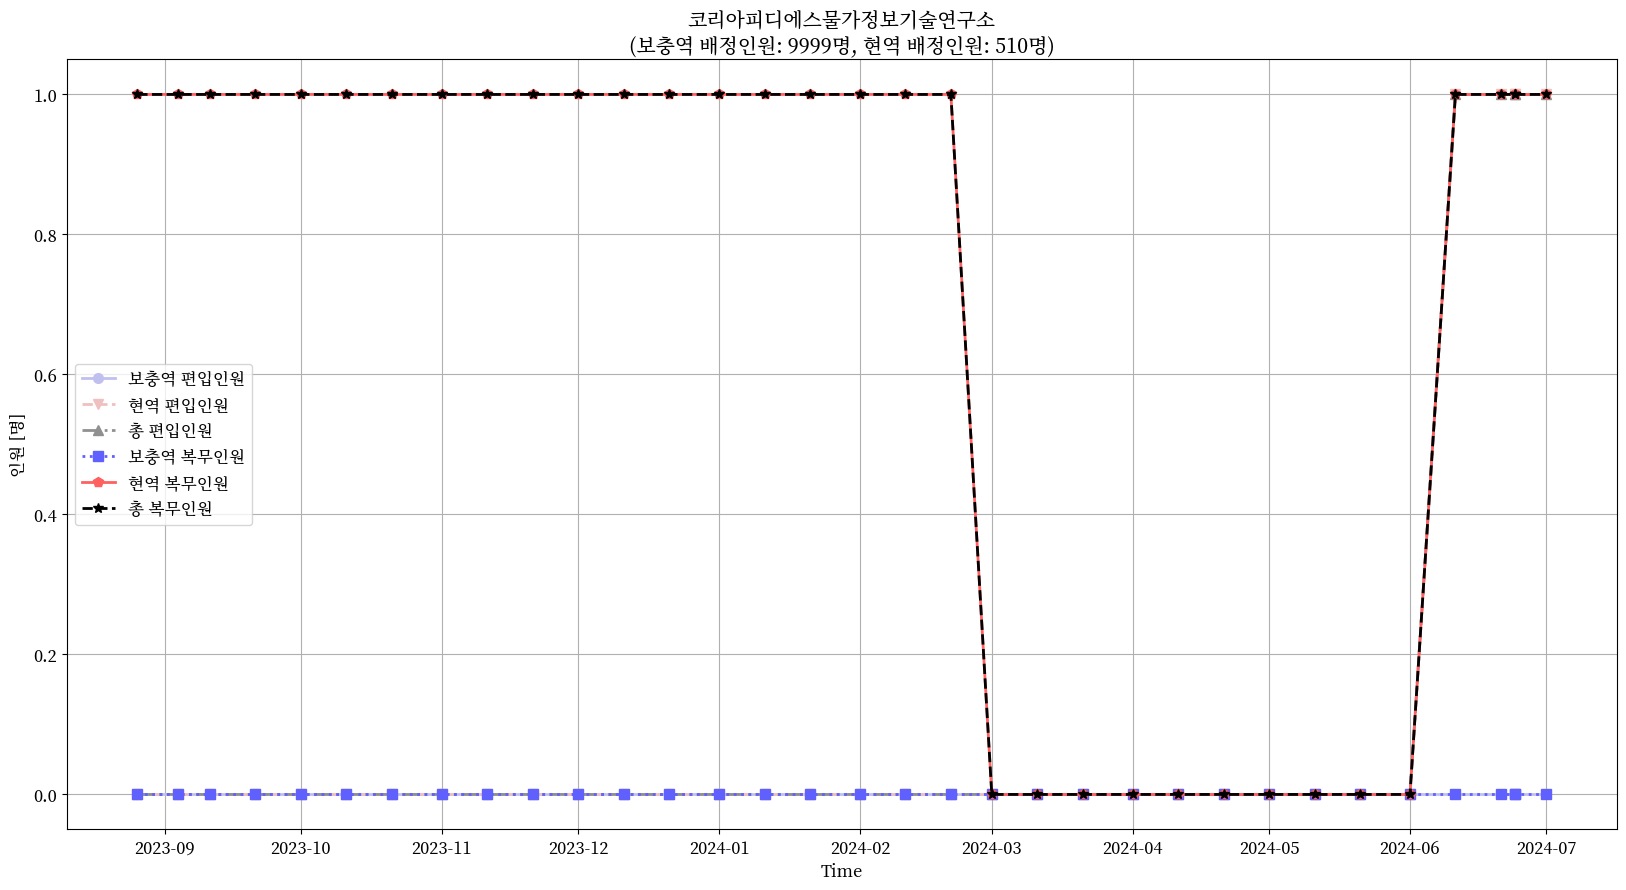 코리아피디에스물가정보기술연구소
(보충역 배정인원: 9999명, 현역 배정인원: 510명)
1.0
0.8
0.6
0.4
0.2
0.0
인원 [명]
보충역 편입인원
현역 편입인원
총 편입인원
보충역 복무인원
현역 복무인원
총 복무인원
2023-09 2023-10 2023-11 2023-12 2024-01 2024-02 2024-03 2024-04 2024-05 2024-06 2024-07
Time